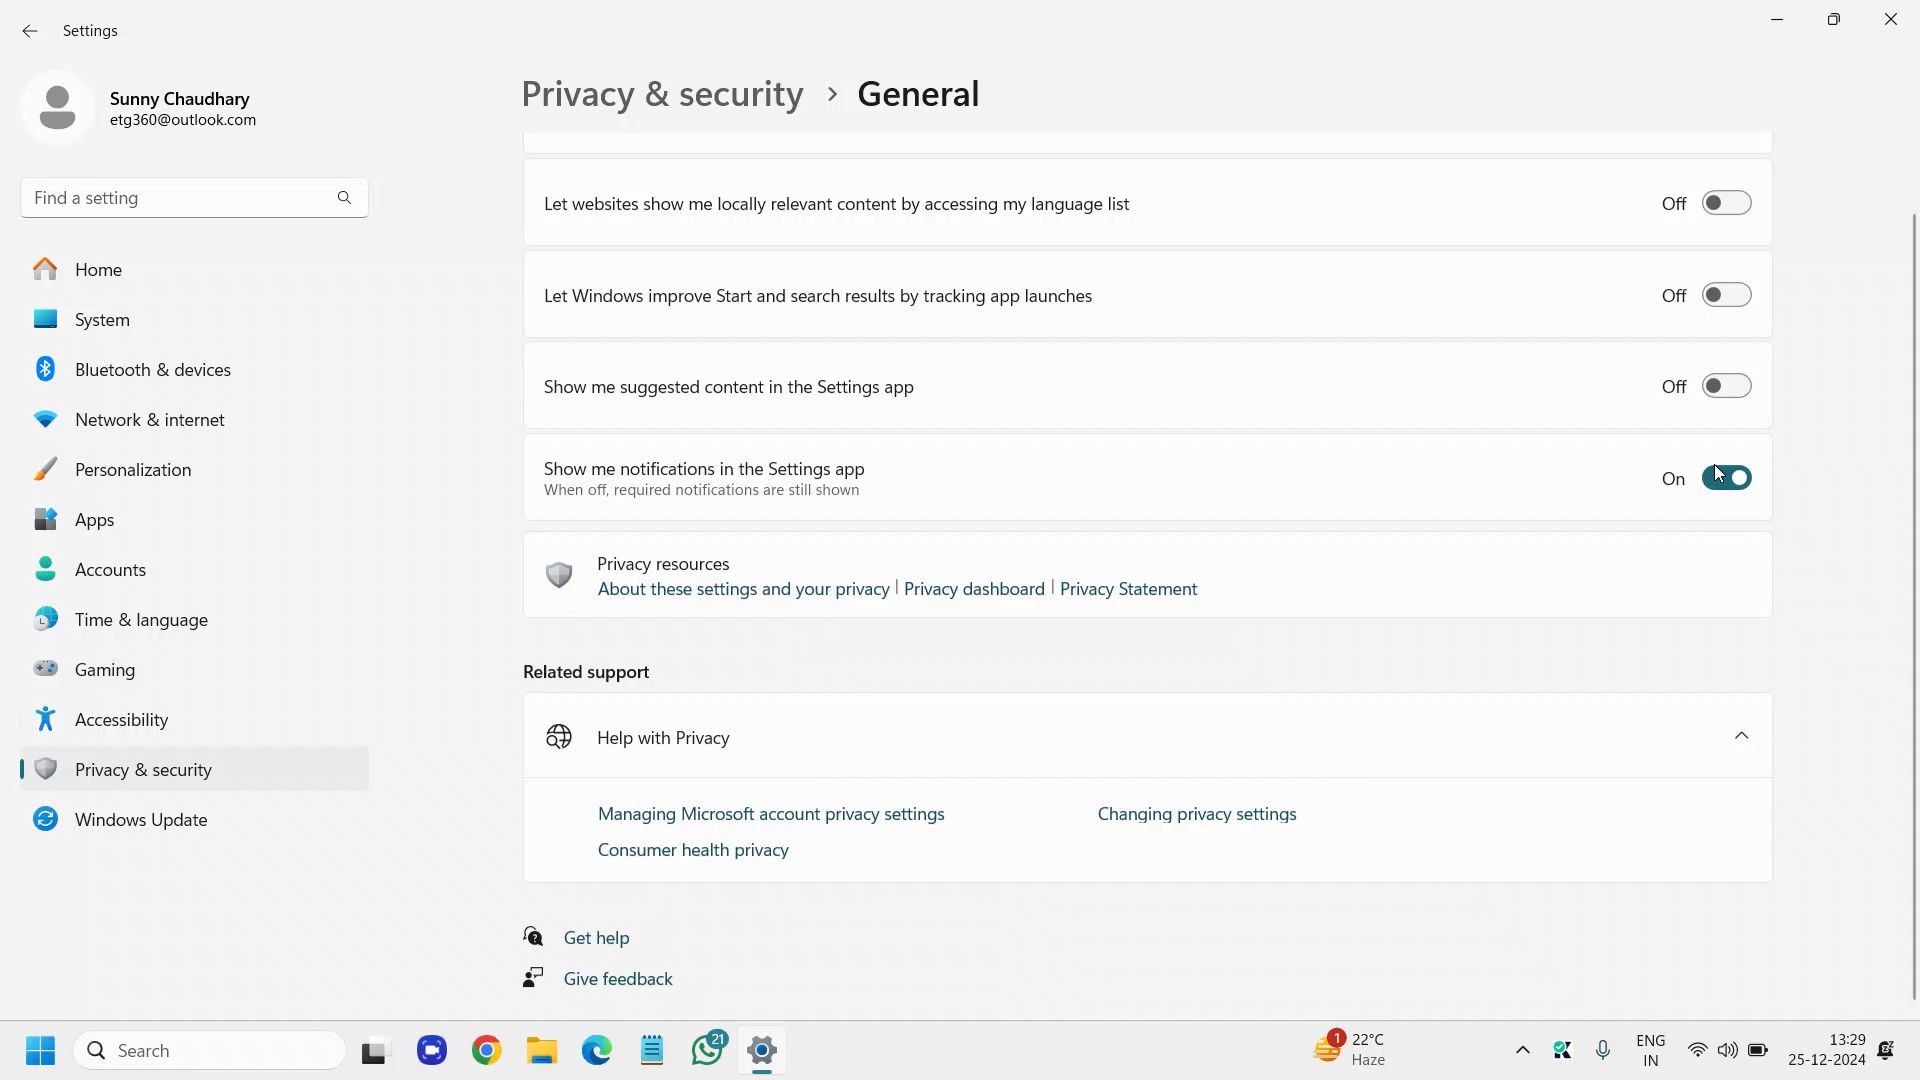 Settings
Sunny Chaudhary
etg360@outlook.com
Find a setting
Home
System
Bluetooth & devices
Network & internet
Personalization
Apps
Accounts
Time & language
Gaming
Accessibility
Privacy & security
Windows Update
Privacy & security > General
Let websites show me locally relevant content by accessing my language list Off
Let Windows improve Start and search results by tracking app launches Off
Show me suggested content in the Settings app Off
Show me notifications in the Settings app On
When off, required notifications are still shown
Privacy resources
About these settings and your privacy | Privacy dashboard | Privacy Statement
Related support
Help with Privacy
Managing Microsoft account privacy settings Changing privacy settings
Consumer health privacy
Get help
Give feedback
Search
21
1
22°C
Haze
ENG
IN
13:29
25-12-2024